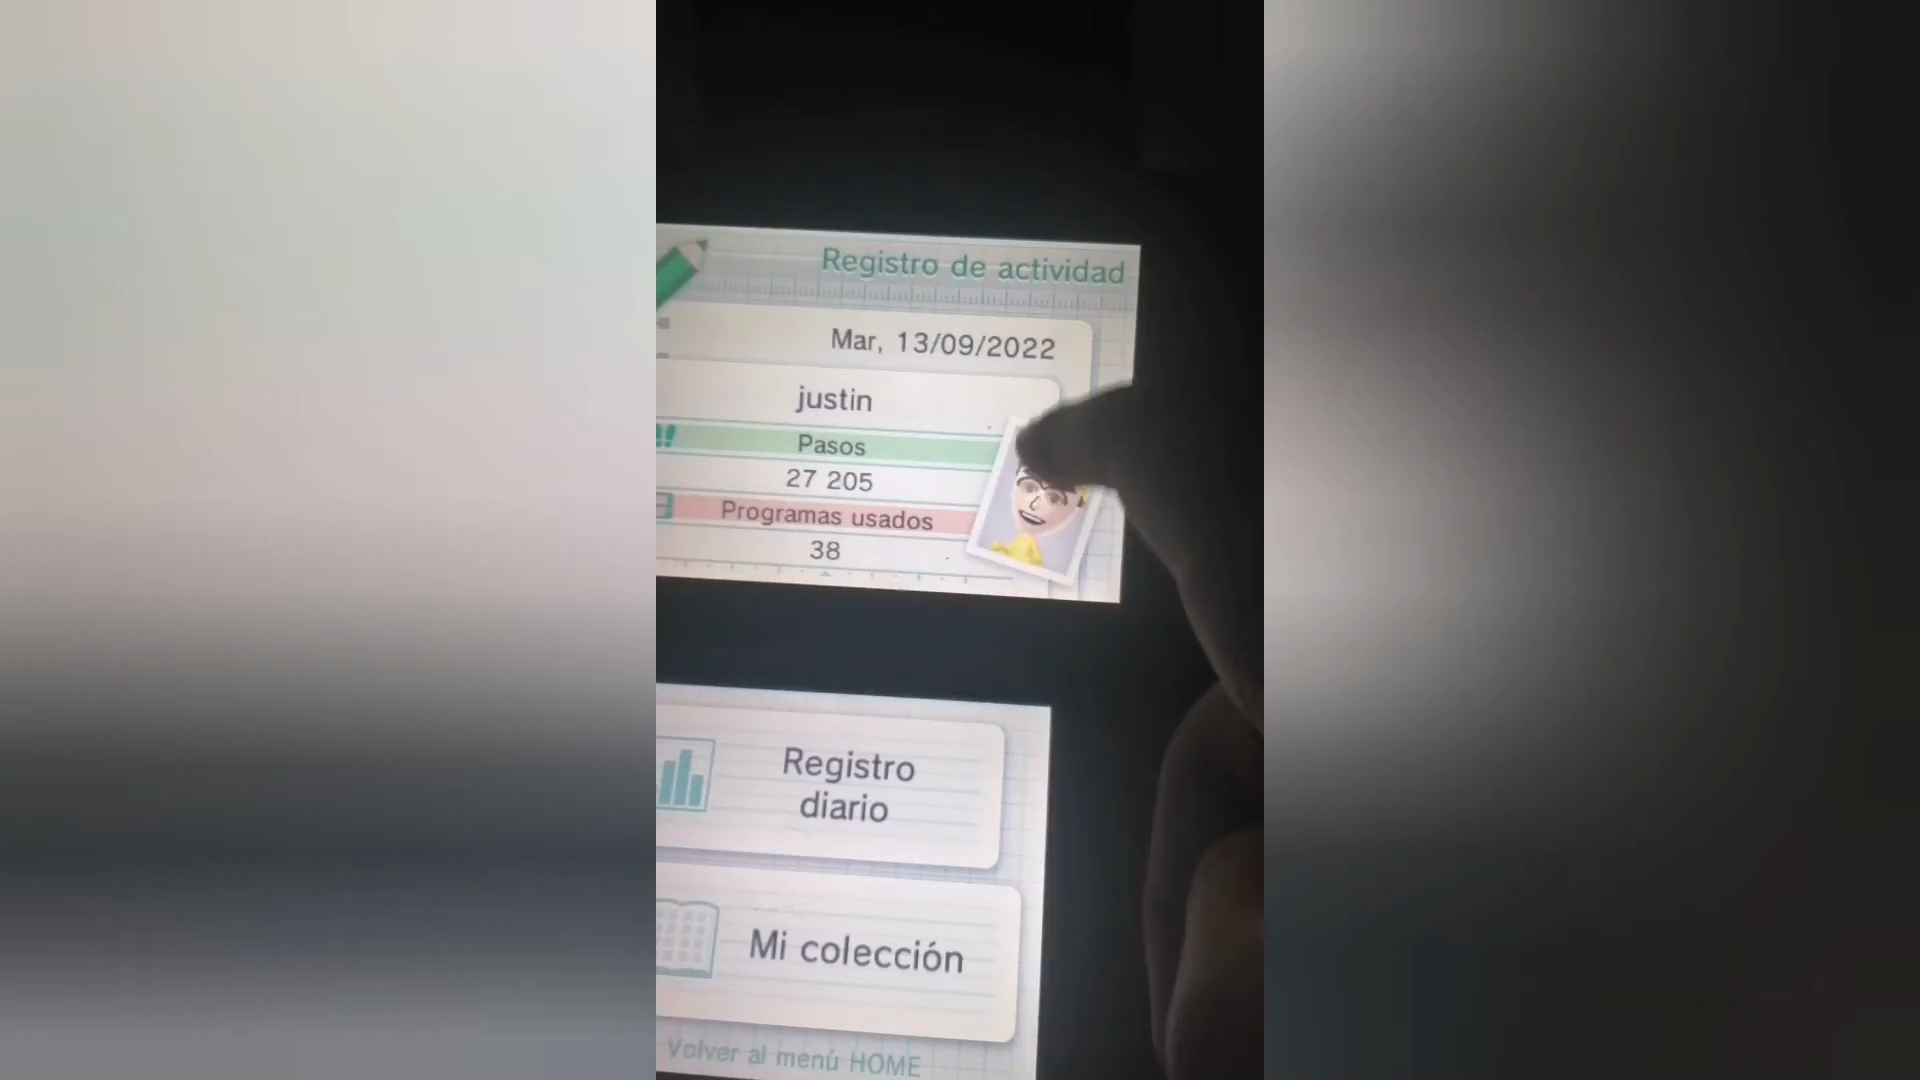 Registro de actividad
Mar, 13/09/2022
justin
Pasos
27 205
Programas usados
38
Registro
diario
Mi colección
Volver al menú HOME